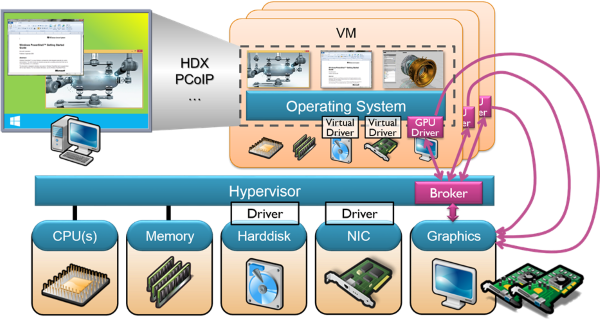 HDX
PCoIP
...
VM
Operating System
Virtual
Driver
Virtual
Driver
GPU
Driver
Hypervisor
Broker
Driver
Driver
CPU(s)
Memory
Harddisk
NIC
Graphics